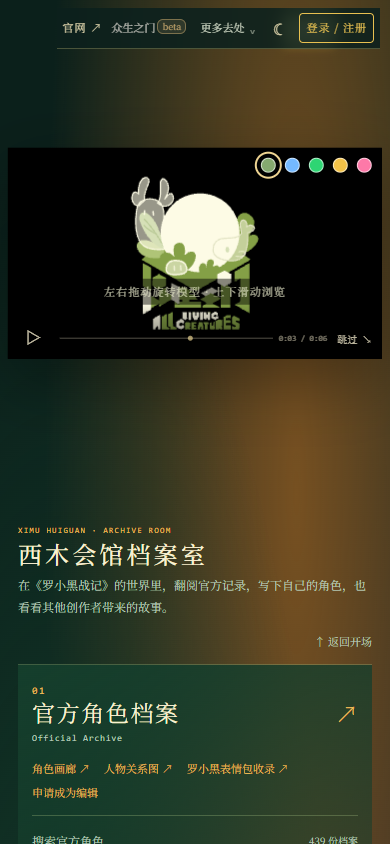 官网 ↗ 众生之门 beta 更多去处 ˬ ☾ 登录 / 注册
左右拖动旋转模型 · 上下滑动浏览
ALL LIVING CREATURES
0:03 / 0:06 跳过 ↘
XIMU HUIGUAN · ARCHIVE ROOM
西木会馆档案室
在《罗小黑战记》的世界里，翻阅官方记录，写下自己的角色，也
看看其他创作者带来的故事。
↑ 返回开场
01
官方角色档案 ↗
Official Archive
角色画廊 ↗ 人物关系图 ↗ 罗小黑表情包收录 ↗
申请成为编辑
搜索官方角色 439 份档案